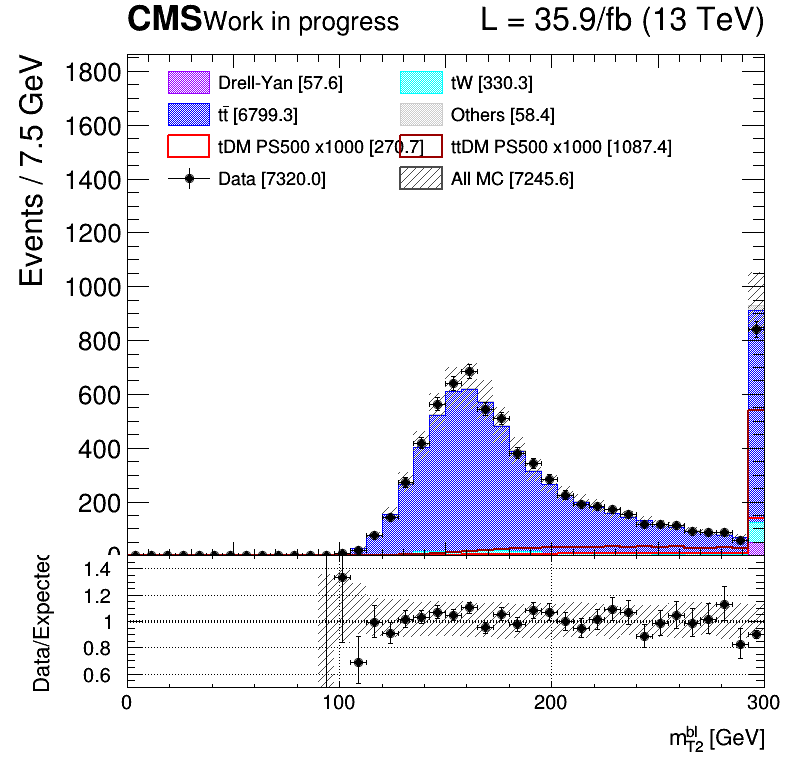 CMS Work in progress L = 35.9/fb (13 TeV)
Events / 7.5 GeV
1800
1600
1400
1200
1000
800
600
400
200
0
Drell-Yan [57.6]
tW [330.3]
tt̄ [6799.3]
Others [58.4]
tDM PS500 x1000 [270.7]
ttDM PS500 x1000 [1087.4]
Data [7320.0]
All MC [7245.6]
Data/Expected
1.4
1.2
1
0.8
0.6
0 100 200 300
m_T2^bl [GeV]